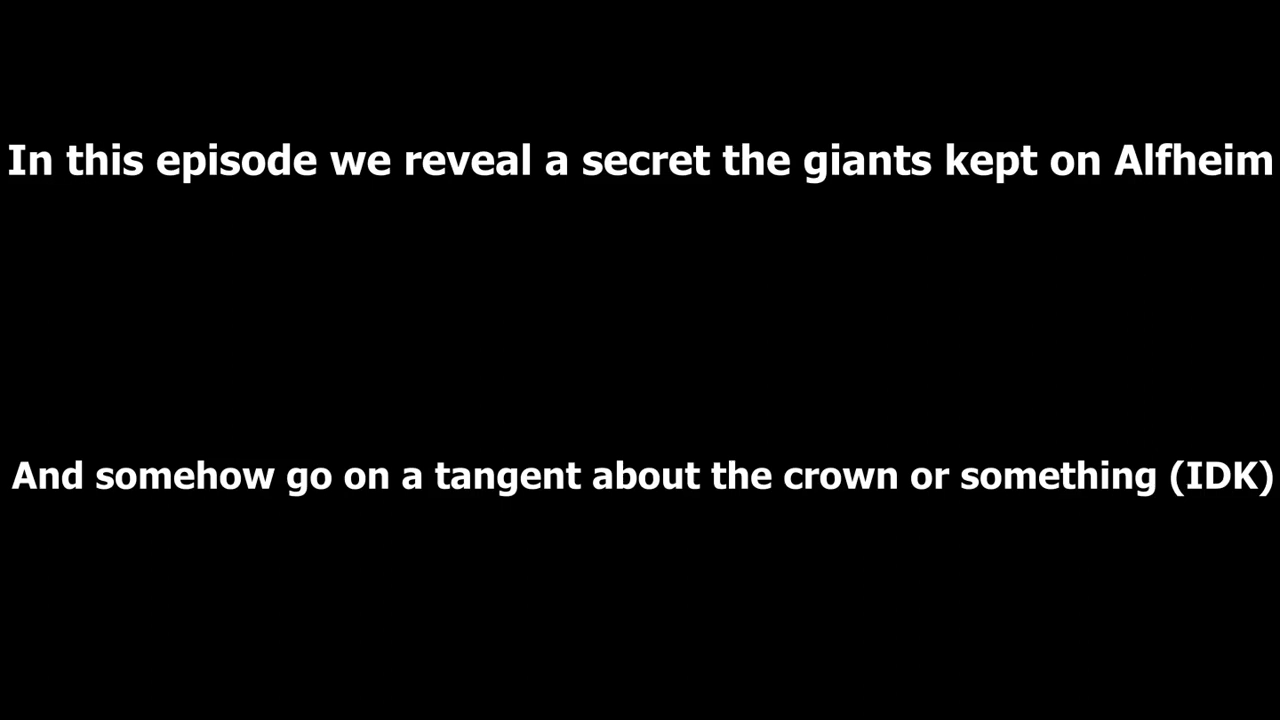 In this episode we reveal a secret the giants kept on Alfheim
And somehow go on a tangent about the crown or something (IDK)